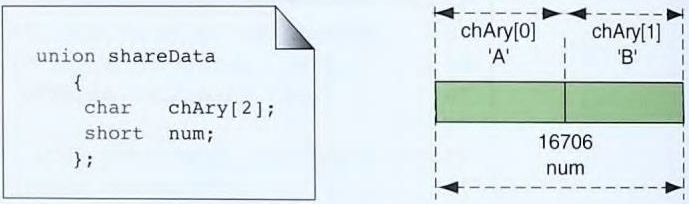 union shareData
{
char chAry[2];
short num;
};
chAry[0] chAry[1]
'A' 'B'
16706
num